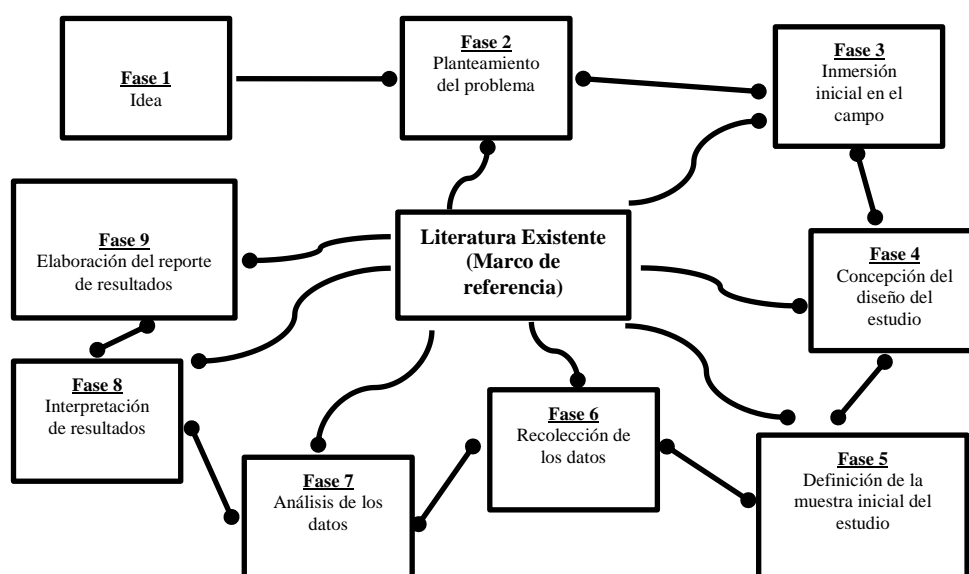 Fase 1
Idea
Fase 2
Planteamiento
del problema
Fase 3
Inmersión
inicial en el
campo
Literatura Existente
(Marco de
referencia)
Fase 9
Elaboración del reporte
de resultados
Fase 4
Concepción del
diseño del
estudio
Fase 8
Interpretación
de resultados
Fase 7
Análisis de los
datos
Fase 6
Recolección de
los datos
Fase 5
Definición de la
muestra inicial del
estudio